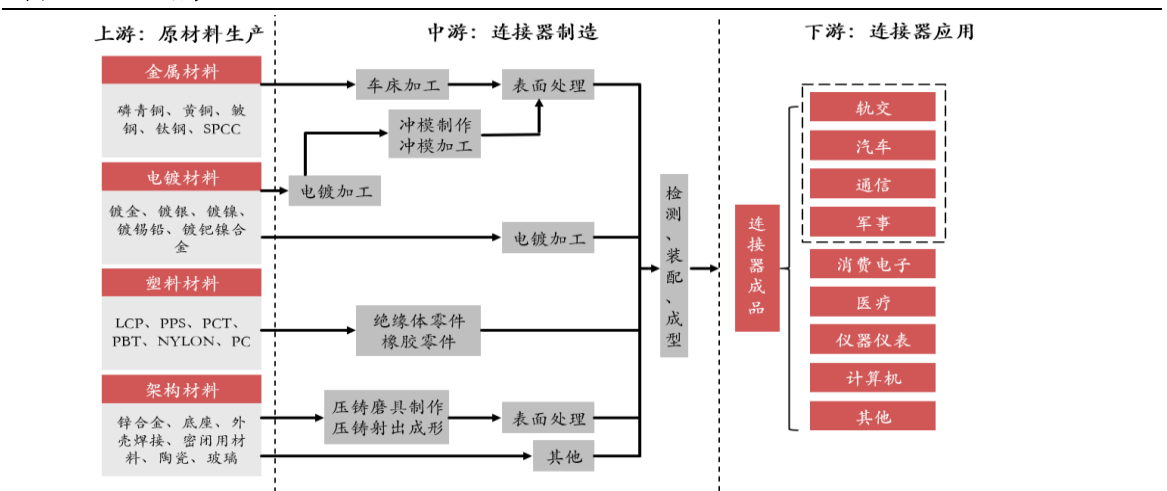 上游：原材料生产
中游：连接器制造
下游：连接器应用
金属材料
磷青铜、黄铜、铍
铜、钛铜、SPCC
电镀材料
镀金、镀银、镀镍、
镀锡铅、镀钯镍合
金
塑料材料
LCP、PPS、PCT、
PBT、NYLON、PC
架构材料
锌合金、底座、外
壳焊接、密闭用材
料、陶瓷、玻璃
车床加工
表面处理
冲模制作
冲模加工
电镀加工
电镀加工
绝缘体零件
橡胶零件
压铸磨具制作
压铸射出成形
表面处理
其他
检测、装配、成型
连接器成品
轨交
汽车
通信
军事
消费电子
医疗
仪器仪表
计算机
其他